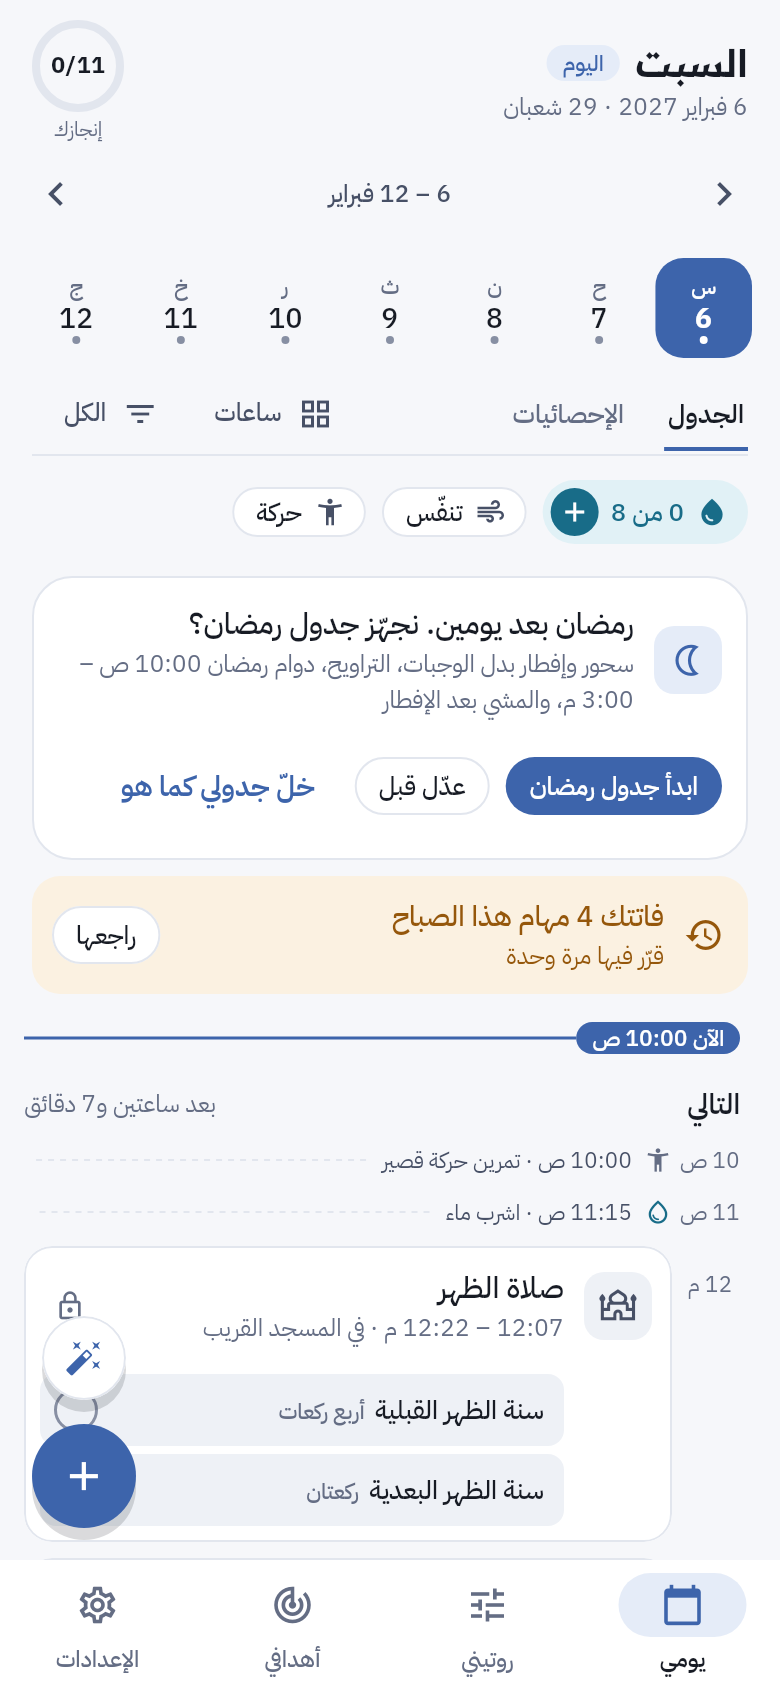 السبت
اليوم
6 فبراير 2027 · 29 شعبان
0/11
إنجازك
6 – 12 فبراير
س
6
ح
7
ن
8
ث
9
ر
10
خ
11
ج
12
الجدول
الإحصائيات
ساعات
الكل
0 من 8
تنفّس
حركة
رمضان بعد يومين. نجهّز جدول رمضان؟
سحور وإفطار بدل الوجبات، التراويح، دوام رمضان 10:00 ص –
3:00 م، والمشي بعد الإفطار
ابدأ جدول رمضان
عدّل قبل
خلّ جدولي كما هو
فاتتك 4 مهام هذا الصباح
قرّر فيها مرة وحدة
راجعها
الآن 10:00 ص
التالي
بعد ساعتين و7 دقائق
10 ص
10:00 ص · تمرين حركة قصير
11 ص
11:15 ص · اشرب ماء
12 م
صلاة الظهر
12:07 – 12:22 م · في المسجد القريب
سنة الظهر القبلية أربع ركعات
سنة الظهر البعدية ركعتان
يومي
روتيني
أهدافي
الإعدادات